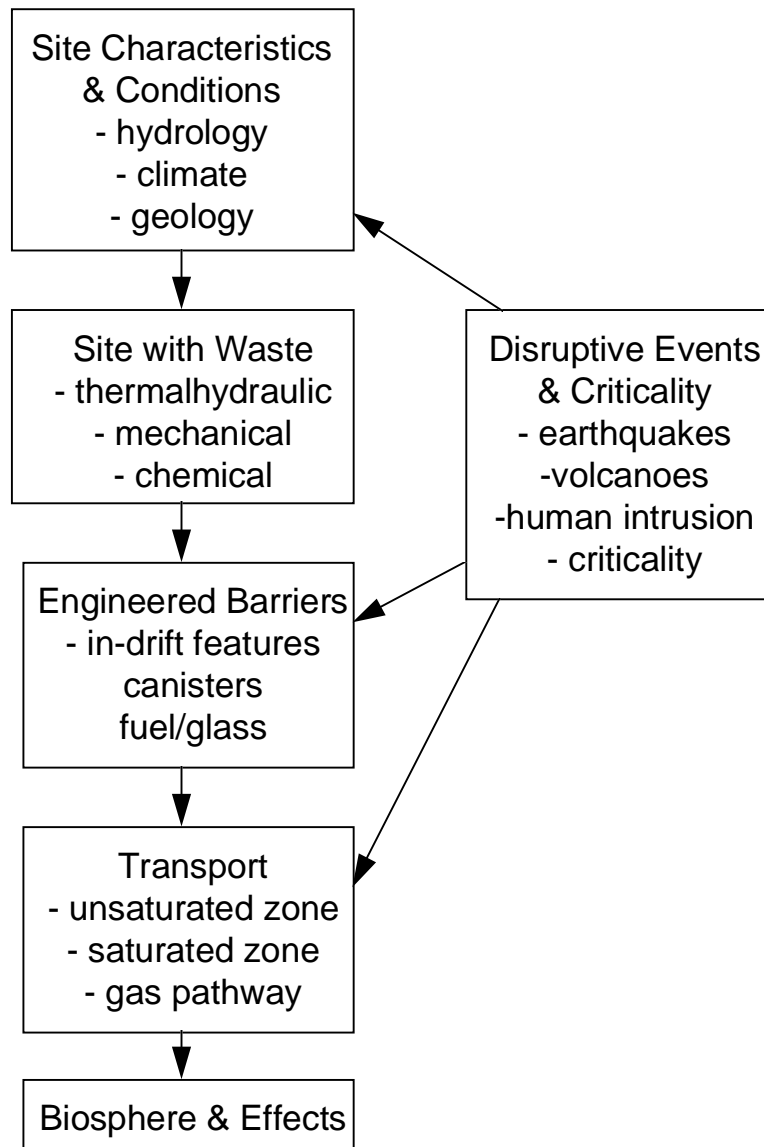 Site Characteristics
& Conditions
- hydrology
- climate
- geology
Site with Waste
- thermalhydraulic
- mechanical
- chemical
Disruptive Events
& Criticality
- earthquakes
-volcanoes
-human intrusion
- criticality
Engineered Barriers
- in-drift features
canisters
fuel/glass
Transport
- unsaturated zone
- saturated zone
- gas pathway
Biosphere & Effects